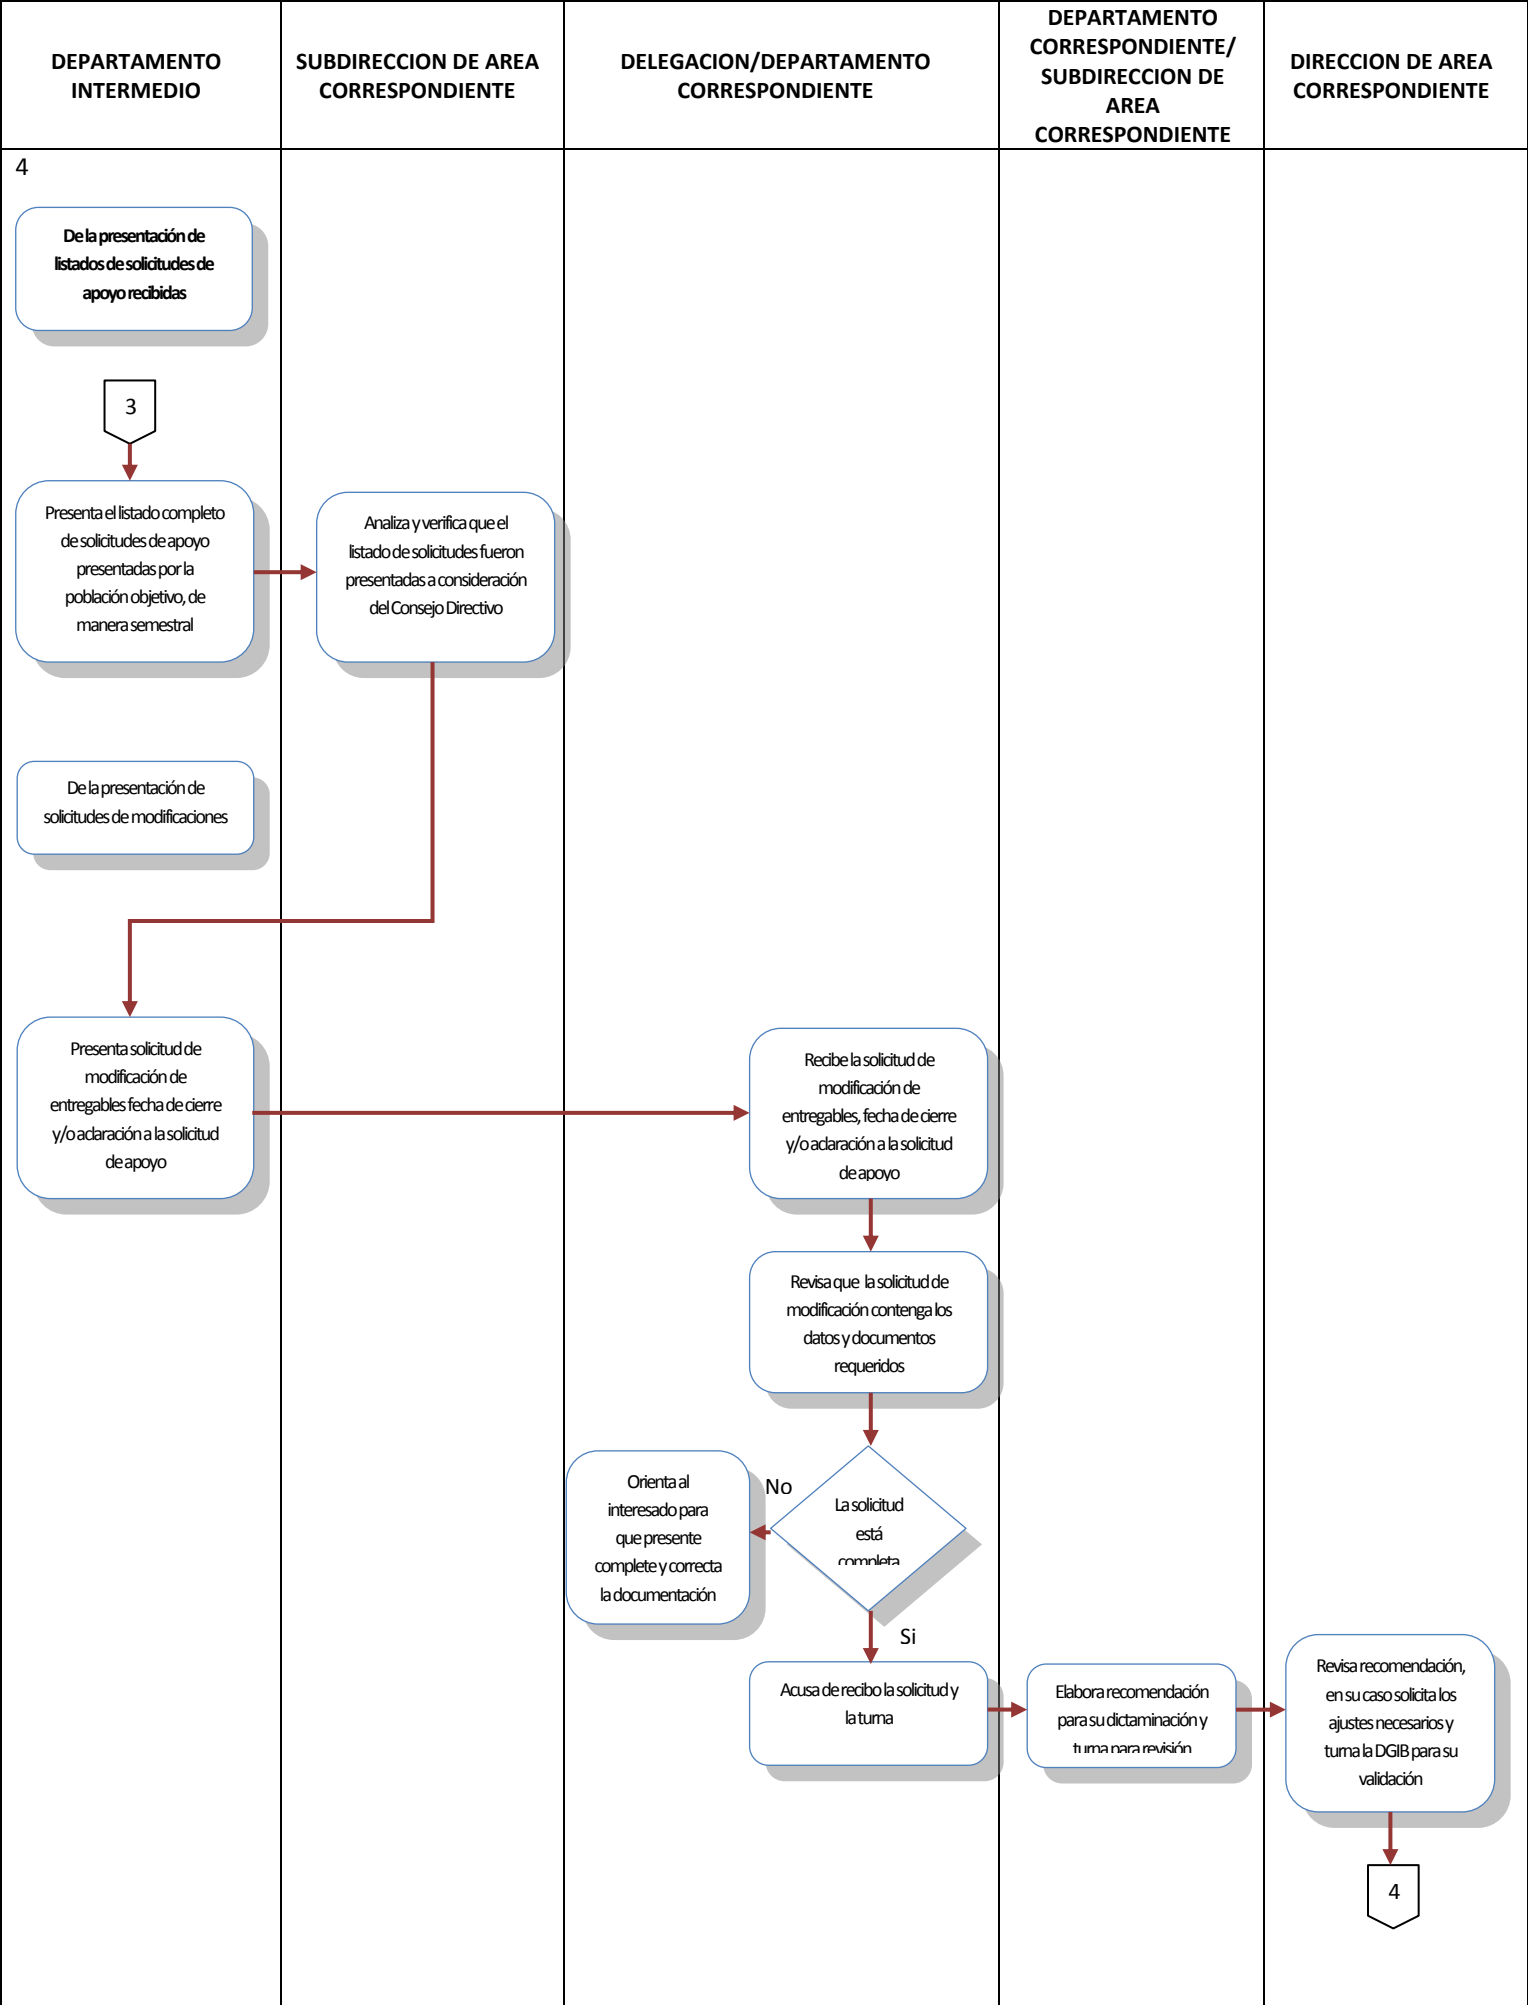 DEPARTAMENTO
INTERMEDIO
SUBDIRECCION DE AREA
CORRESPONDIENTE
DELEGACION/DEPARTAMENTO
CORRESPONDIENTE
DEPARTAMENTO
CORRESPONDIENTE/
SUBDIRECCION DE
AREA
CORRESPONDIENTE
DIRECCION DE AREA
CORRESPONDIENTE
4
De la presentación de
listados de solicitudes de
apoyo recibidas
3
Presenta el listado completo
de solicitudes de apoyo
presentadas por la
población objetivo, de
manera semestral
Analiza y verifica que el
listado de solicitudes fueron
presentadas a consideración
del Consejo Directivo
De la presentación de
solicitudes de modificaciones
Presenta solicitud de
modificación de
entregables fecha de cierre
y/o aclaración a la solicitud
de apoyo
Recibe la solicitud de
modificación de
entregables, fecha de cierre
y/o aclaración a la solicitud
de apoyo
Revisa que la solicitud de
modificación contenga los
datos y documentos
requeridos
Orienta al
interesado para
que presente
complete y correcta
la documentación
No
La solicitud
está
completa
Si
Acusa de recibo la solicitud y
la turna
Elabora recomendación
para su dictaminación y
turna para revisión
Revisa recomendación,
en su caso solicita los
ajustes necesarios y
turna la DGIB para su
validación
4